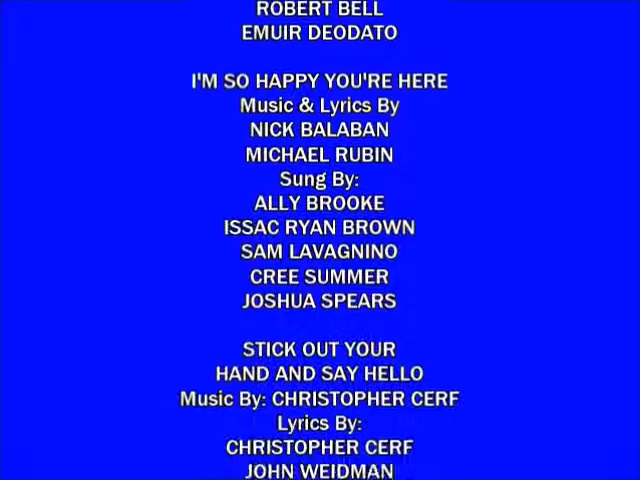 ROBERT BELL
EMUIR DEODATO
I'M SO HAPPY YOU'RE HERE
Music & Lyrics By
NICK BALABAN
MICHAEL RUBIN
Sung By:
ALLY BROOKE
ISSAC RYAN BROWN
SAM LAVAGNINO
CREE SUMMER
JOSHUA SPEARS
STICK OUT YOUR
HAND AND SAY HELLO
Music By: CHRISTOPHER CERF
Lyrics By:
CHRISTOPHER CERF
JOHN WEIDMAN